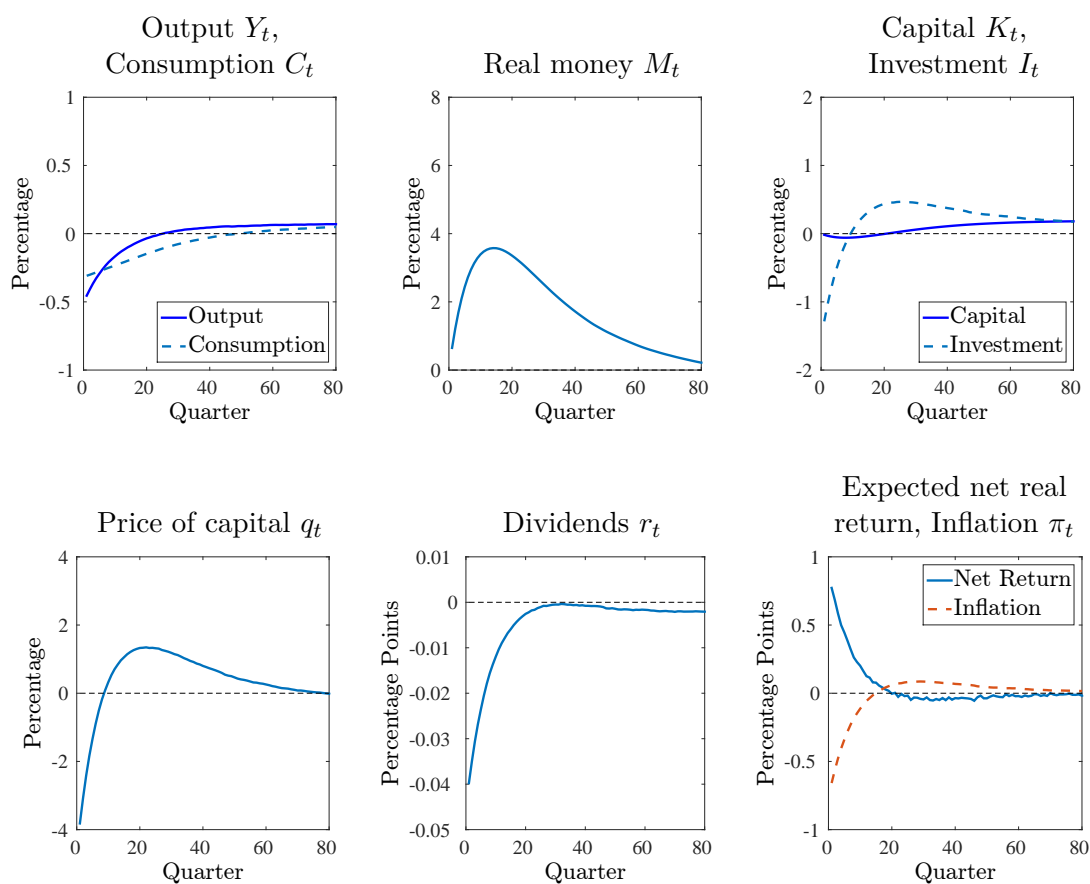 Output Y_t,
Consumption C_t
Percentage
1
0.5
0
-0.5
-1
Output
Consumption
0 20 40 60 80
Quarter
Real money M_t
Percentage
8
6
4
2
0
0 20 40 60 80
Quarter
Capital K_t,
Investment I_t
Percentage
2
1
0
-1
-2
Capital
Investment
0 20 40 60 80
Quarter
Price of capital q_t
Percentage
4
2
0
-2
-4
0 20 40 60 80
Quarter
Dividends r_t
Percentage Points
0.01
0
-0.01
-0.02
-0.03
-0.04
-0.05
0 20 40 60 80
Quarter
Expected net real
return, Inflation π_t
Percentage Points
1
0.5
0
-0.5
-1
Net Return
Inflation
0 20 40 60 80
Quarter